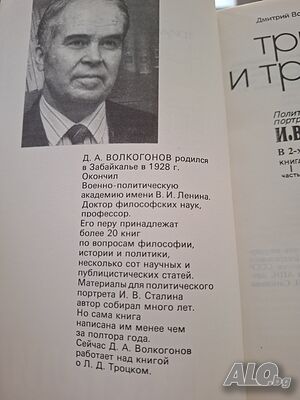 Д. А. ВОЛКОГОНОВ родился
в Забайкалье в 1928 г.
Окончил
Военно-политическую
академию имени В. И. Ленина.
Доктор философских наук,
профессор.
Его перу принадлежат
более 20 книг
по вопросам философии,
истории и политики,
несколько сот научных и
публицистических статей.
Материалы для политического
портрета И. В. Сталина
автор собирал много лет.
Но сама книга
написана им менее чем
за полтора года.
Сейчас Д. А. Волкогонов
работает над книгой
о Л. Д. Троцком.
Дмитрий Во
ТРИ
И ТР
Полити
портре
И.В
В 2-х
книга
I
часть
ALO.bg